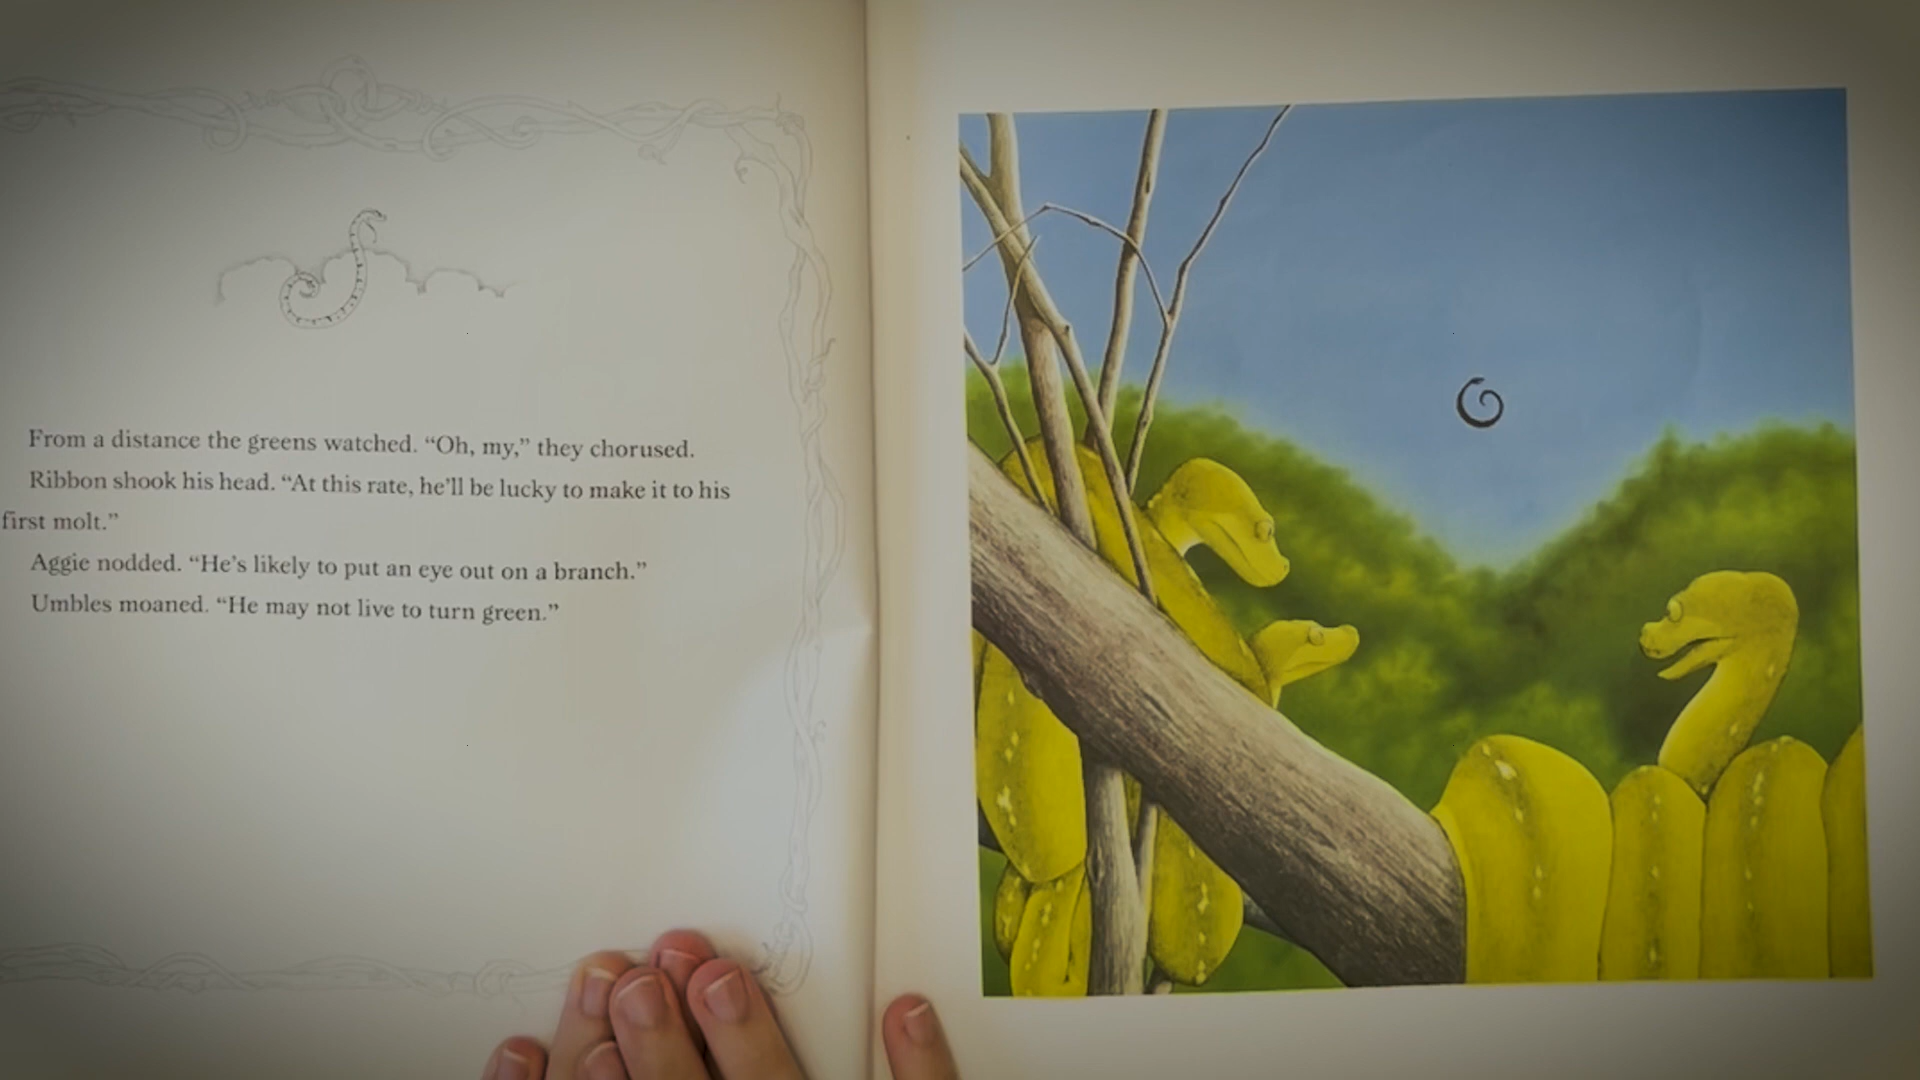 From a distance the greens watched. “Oh, my,” they chorused.
Ribbon shook his head. “At this rate, he’ll be lucky to make it to his
first molt.”
Aggie nodded. “He’s likely to put an eye out on a branch.”
Umbles moaned. “He may not live to turn green.”